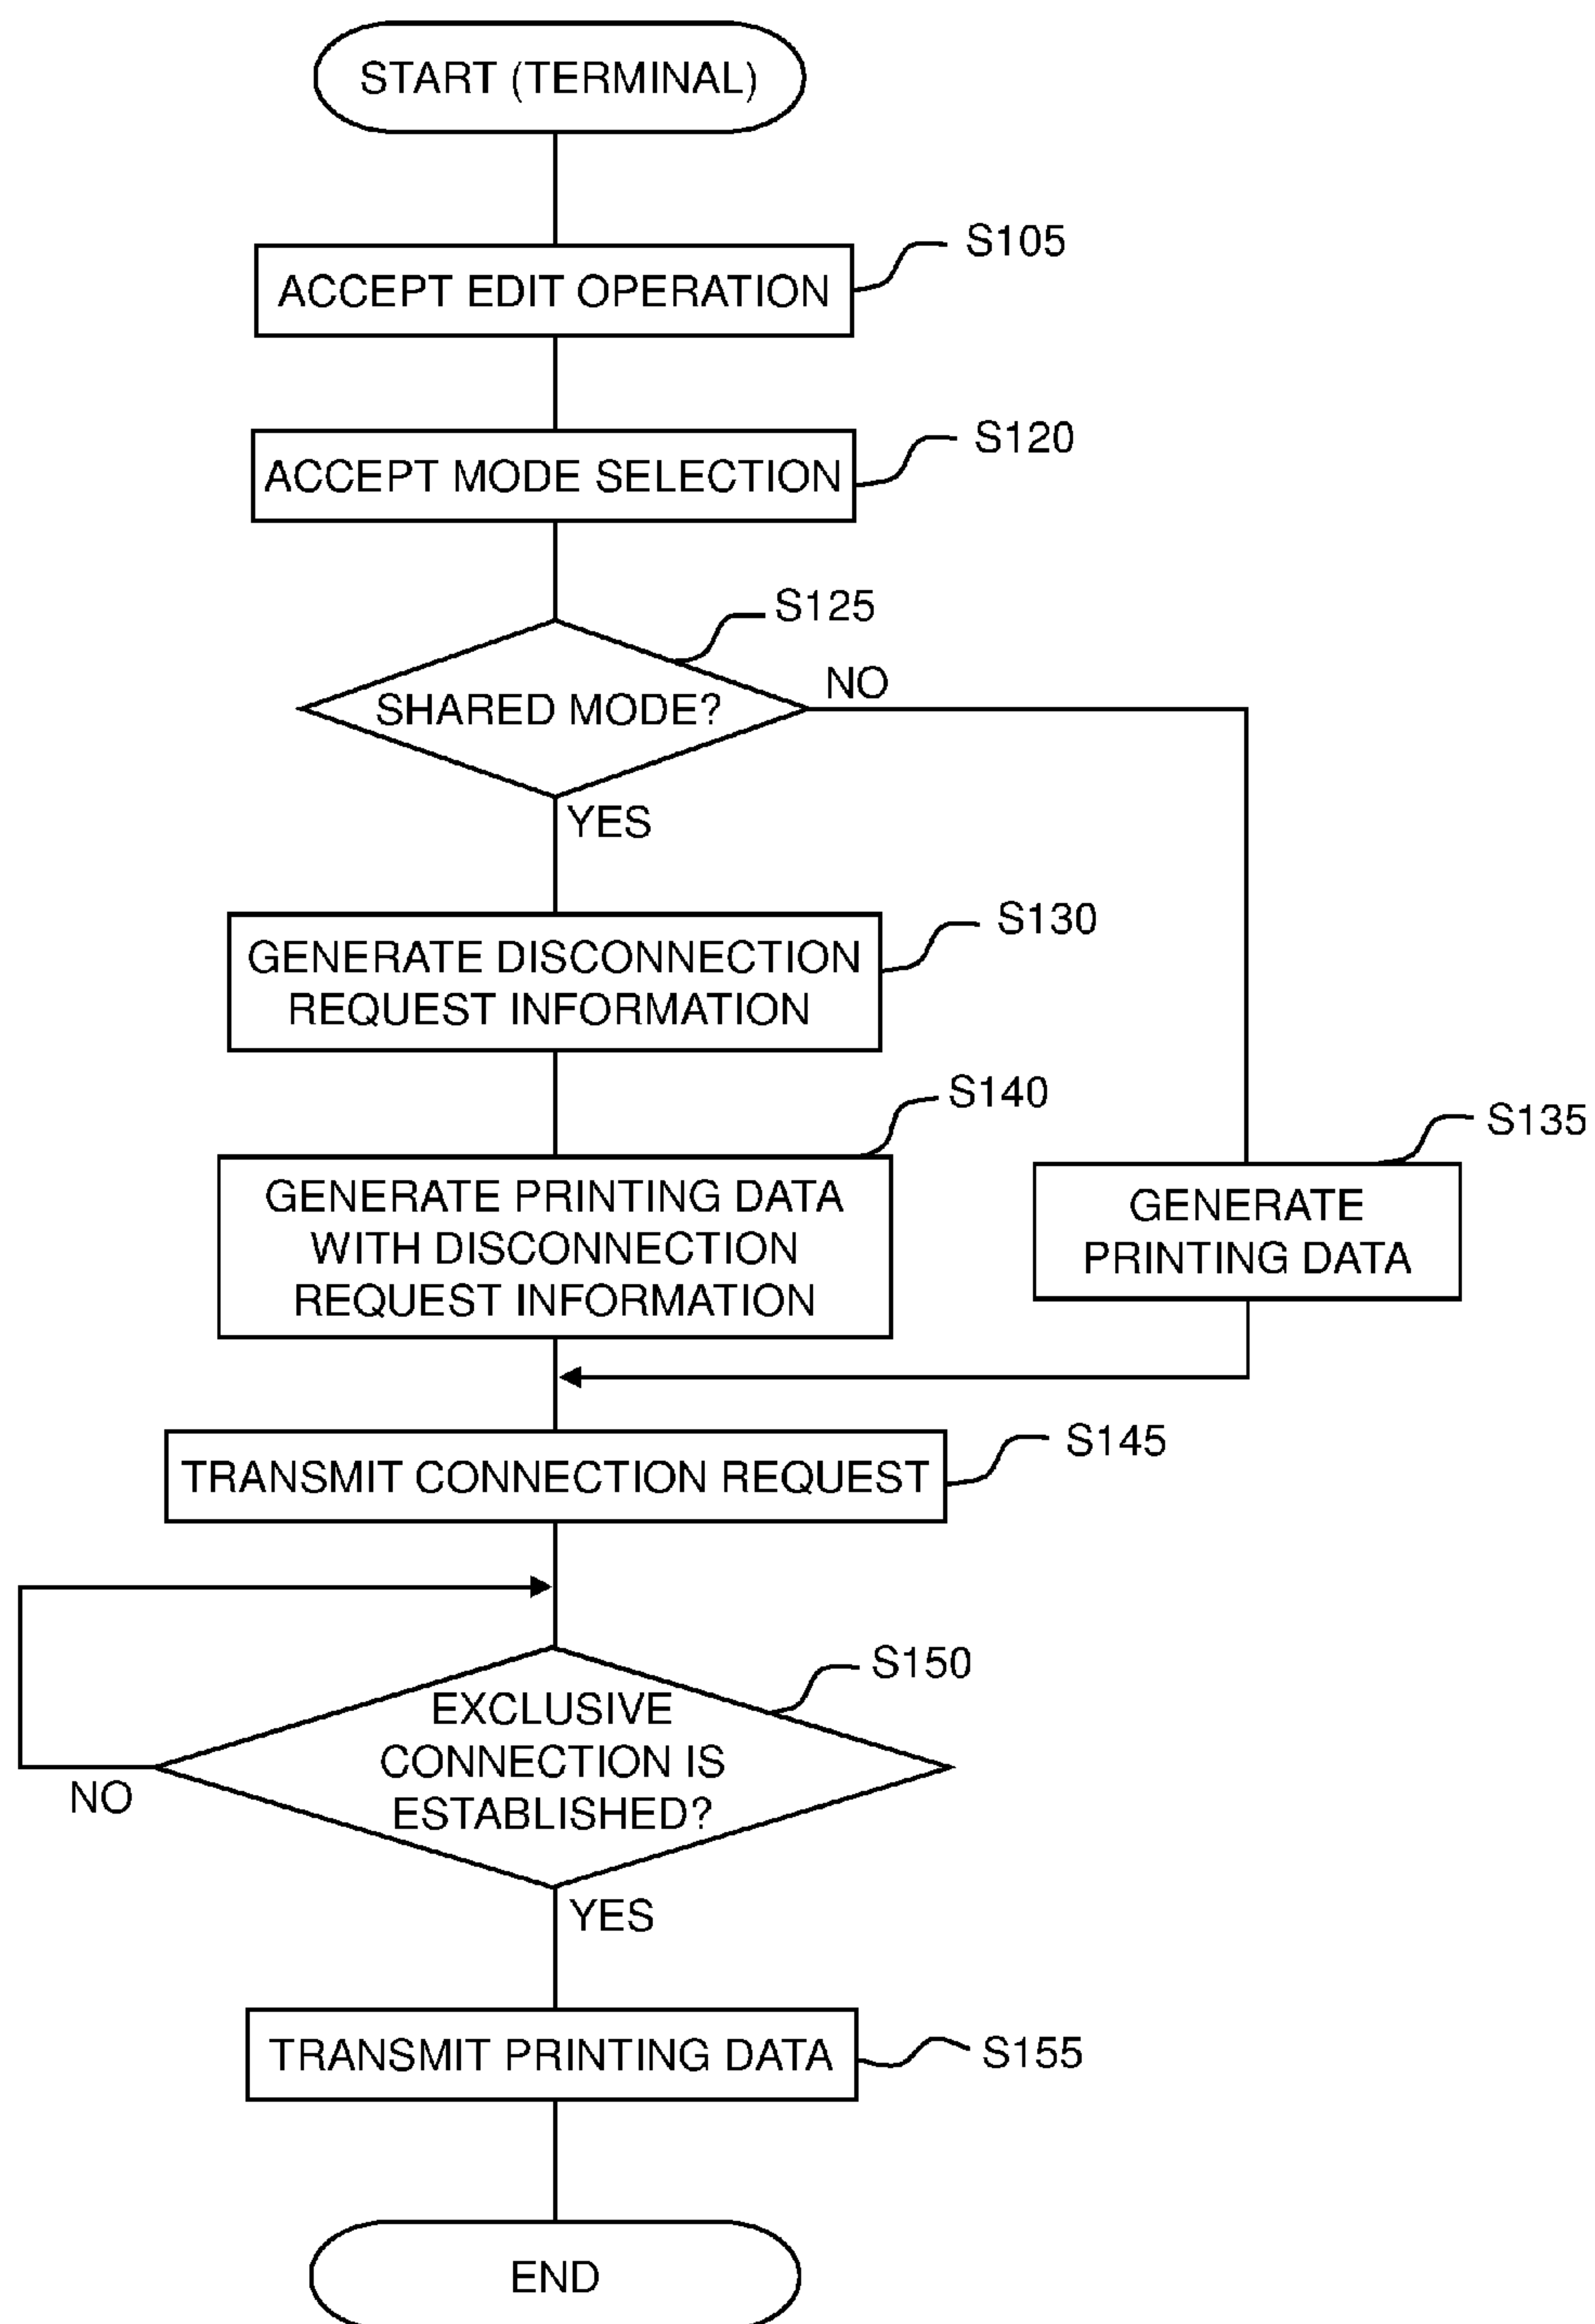 START (TERMINAL)
S105
ACCEPT EDIT OPERATION
S120
ACCEPT MODE SELECTION
S125
SHARED MODE?
NO
YES
S130
GENERATE DISCONNECTION
REQUEST INFORMATION
S140
GENERATE PRINTING DATA
WITH DISCONNECTION
REQUEST INFORMATION
S135
GENERATE
PRINTING DATA
S145
TRANSMIT CONNECTION REQUEST
S150
EXCLUSIVE
CONNECTION IS
ESTABLISHED?
NO
YES
TRANSMIT PRINTING DATA
S155
END